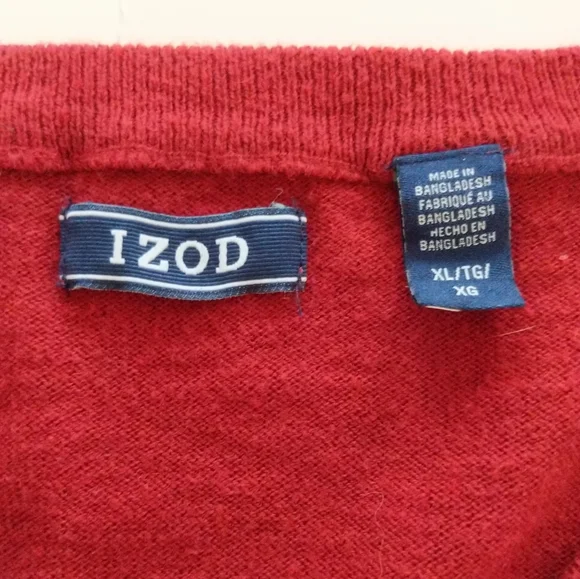 IZOD
MADE IN
BANGLADESH
FABRIQUÉ AU
BANGLADESH
HECHO EN
BANGLADESH
XL/TG/
XG